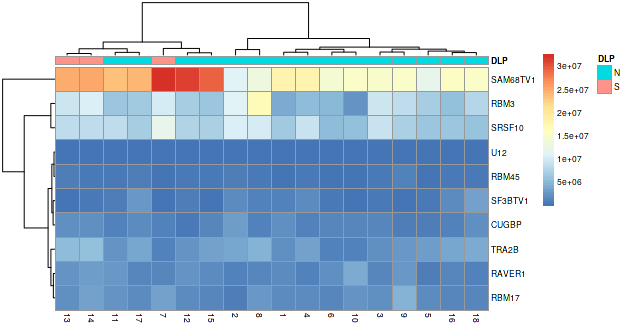 DLP
SAM68TV1
RBM3
SRSF10
U12
RBM45
SF3BTV1
CUGBP
TRA2B
RAVER1
RBM17
13 14 11 17 7 12 15 2 8 1 4 6 10 3 9 5 16 18
3e+07
2.5e+07
2e+07
1.5e+07
1e+07
5e+06
DLP
N
S